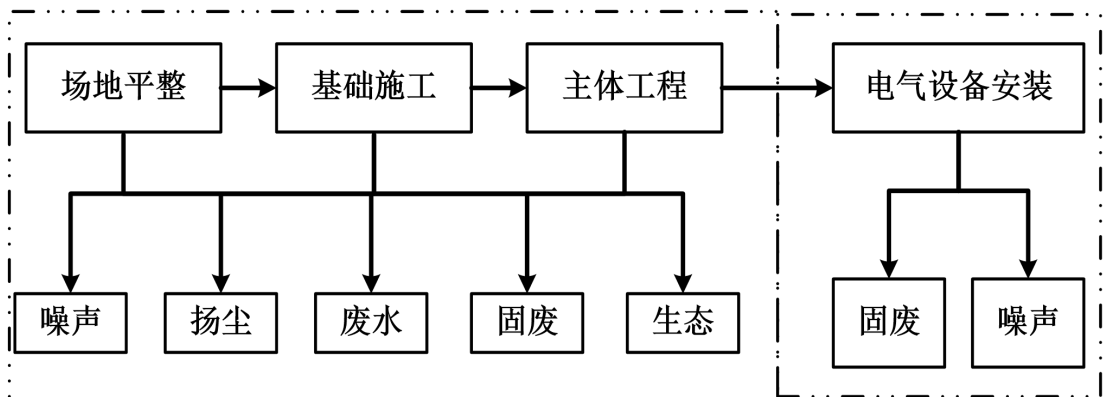 场地平整
基础施工
主体工程
电气设备安装
噪声
扬尘
废水
固废
生态
固废
噪声